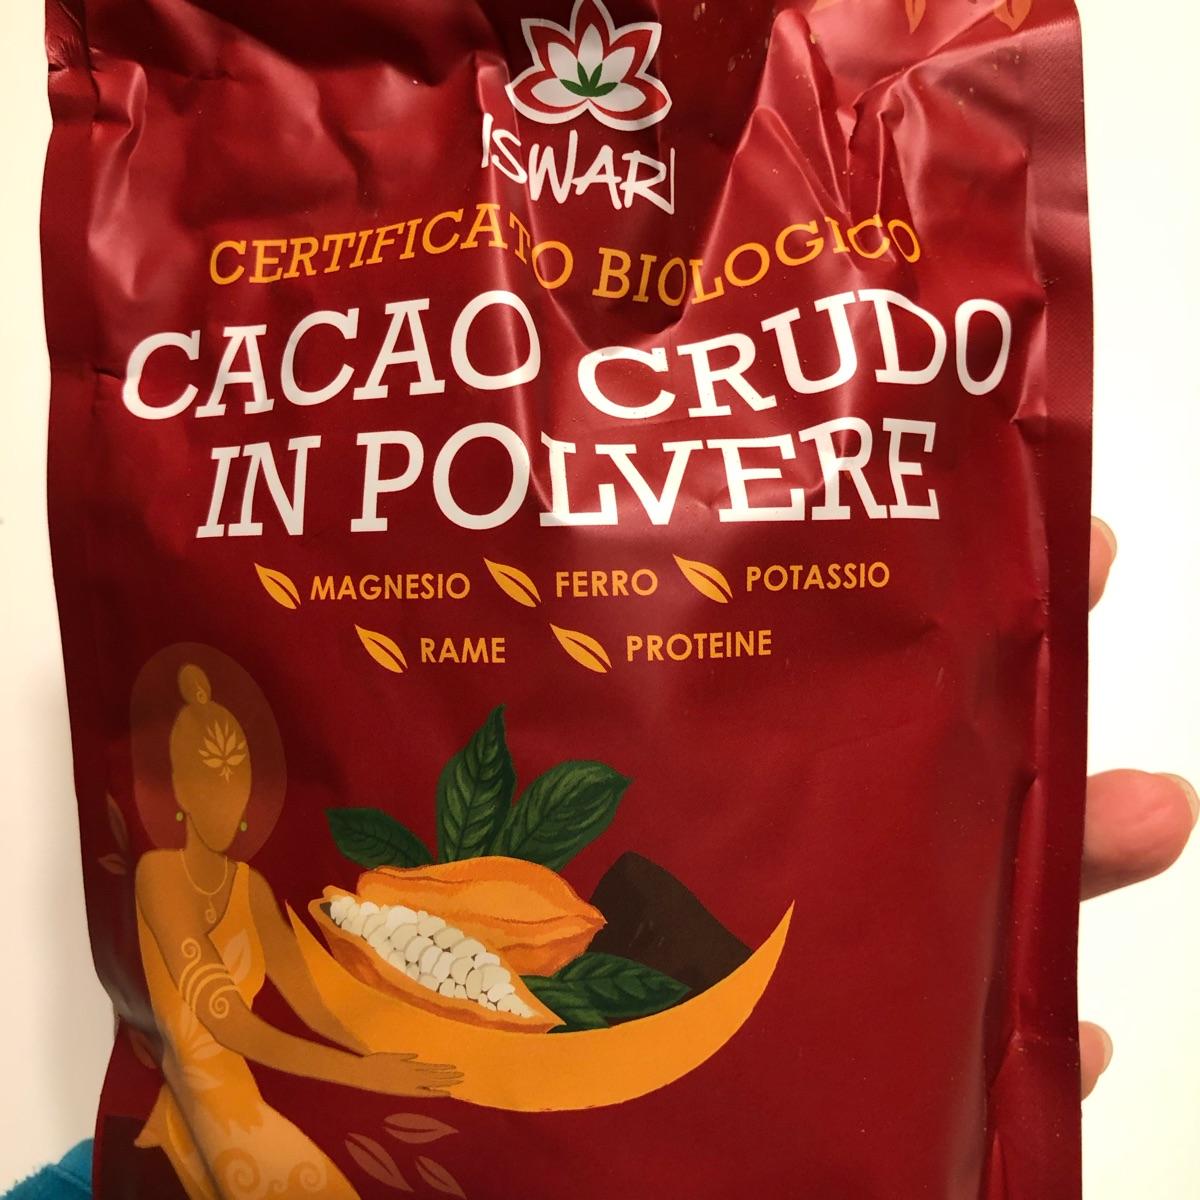 ISWARI
CERTIFICATO BIOLOGICO
CACAO CRUDO
IN POLVERE
MAGNESIO FERRO POTASSIO
RAME PROTEINE